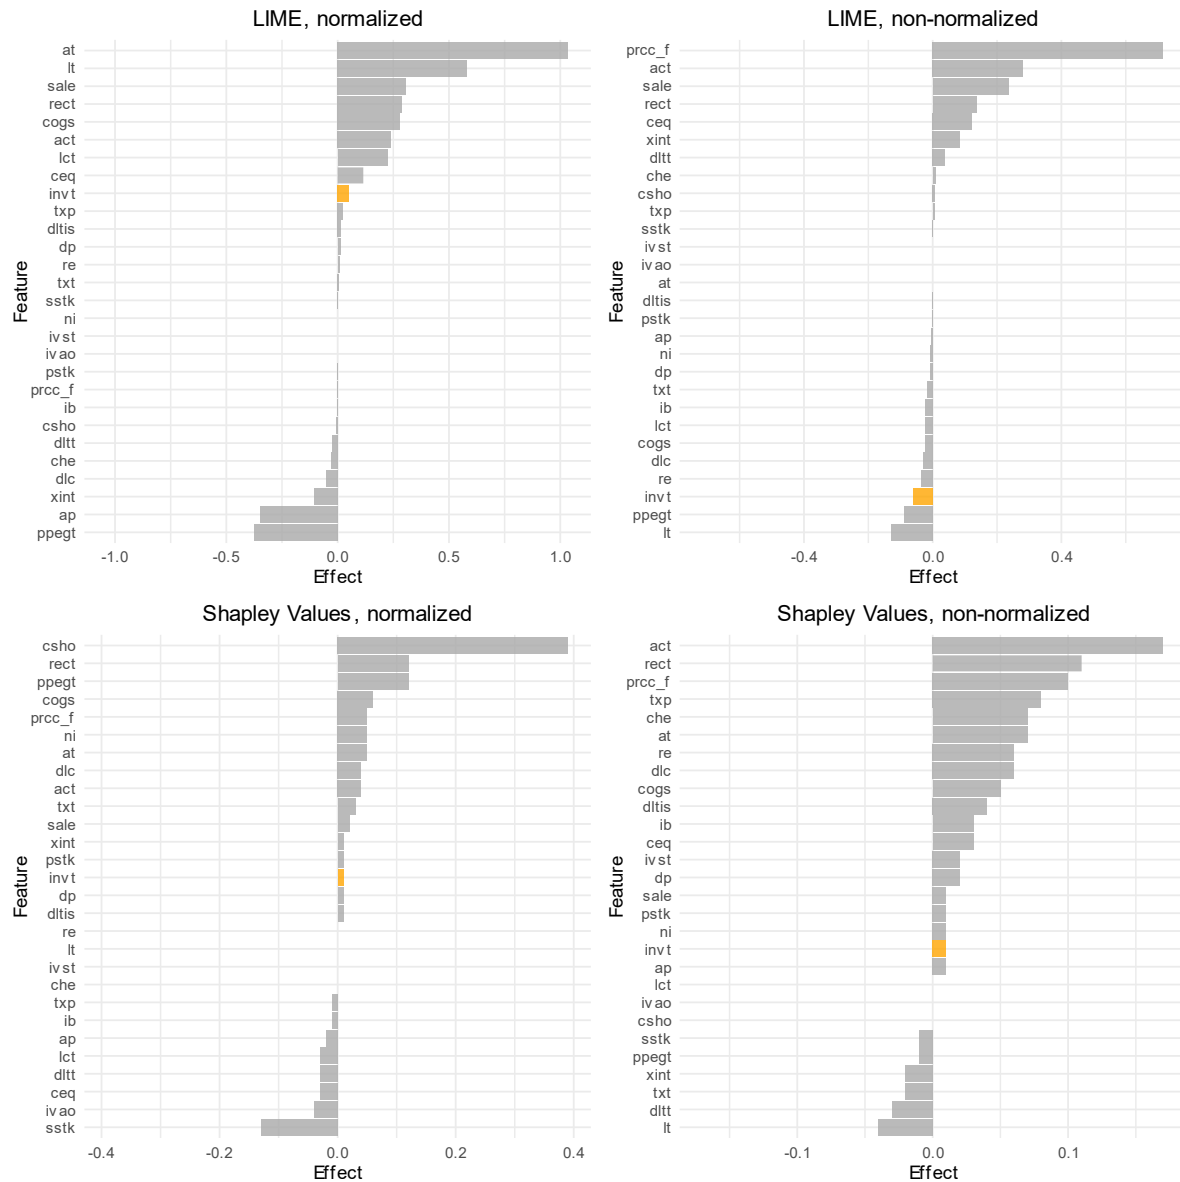 LIME, normalized
at
lt
sale
rect
cogs
act
lct
ceq
invt
txp
dltis
dp
re
txt
sstk
ni
ivst
ivao
pstk
prcc_f
ib
csho
dltt
che
dlc
xint
ap
ppegt
Feature
-1.0 -0.5 0.0 0.5 1.0
Effect
LIME, non-normalized
prcc_f
act
sale
rect
ceq
xint
dltt
che
csho
txp
sstk
ivst
ivao
at
dltis
pstk
ap
ni
dp
txt
ib
lct
cogs
dlc
re
invt
ppegt
lt
Feature
-0.4 0.0 0.4
Effect
Shapley Values, normalized
csho
rect
ppegt
cogs
prcc_f
ni
at
dlc
act
txt
sale
xint
pstk
invt
dp
dltis
re
lt
ivst
che
txp
ib
ap
lct
dltt
ceq
ivao
sstk
Feature
-0.4 -0.2 0.0 0.2 0.4
Effect
Shapley Values, non-normalized
act
rect
prcc_f
txp
che
at
re
dlc
cogs
dltis
ib
ceq
ivst
dp
sale
pstk
ni
invt
ap
lct
ivao
csho
sstk
ppegt
xint
txt
dltt
lt
Feature
-0.1 0.0 0.1
Effect